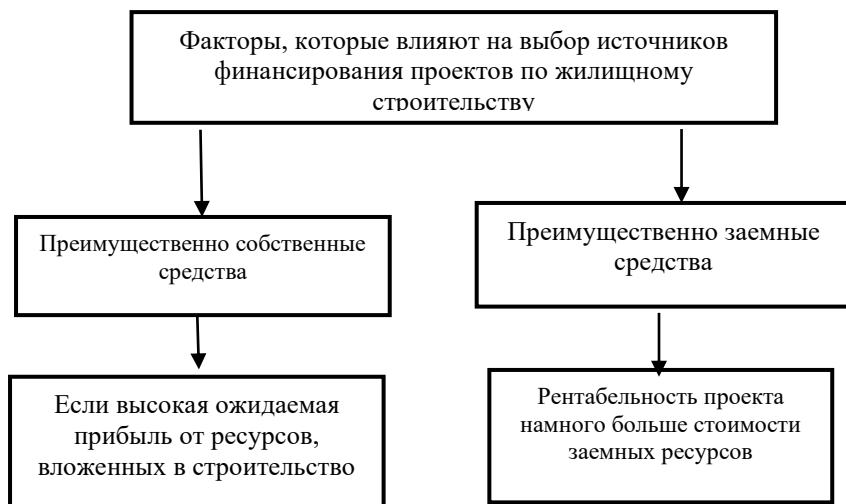 Факторы, которые влияют на выбор источников
финансирования проектов по жилищному
строительству
Преимущественно собственные
средства
Преимущественно заемные
средства
Если высокая ожидаемая
прибыль от ресурсов,
вложенных в строительство
Рентабельность проекта
намного больше стоимости
заемных ресурсов